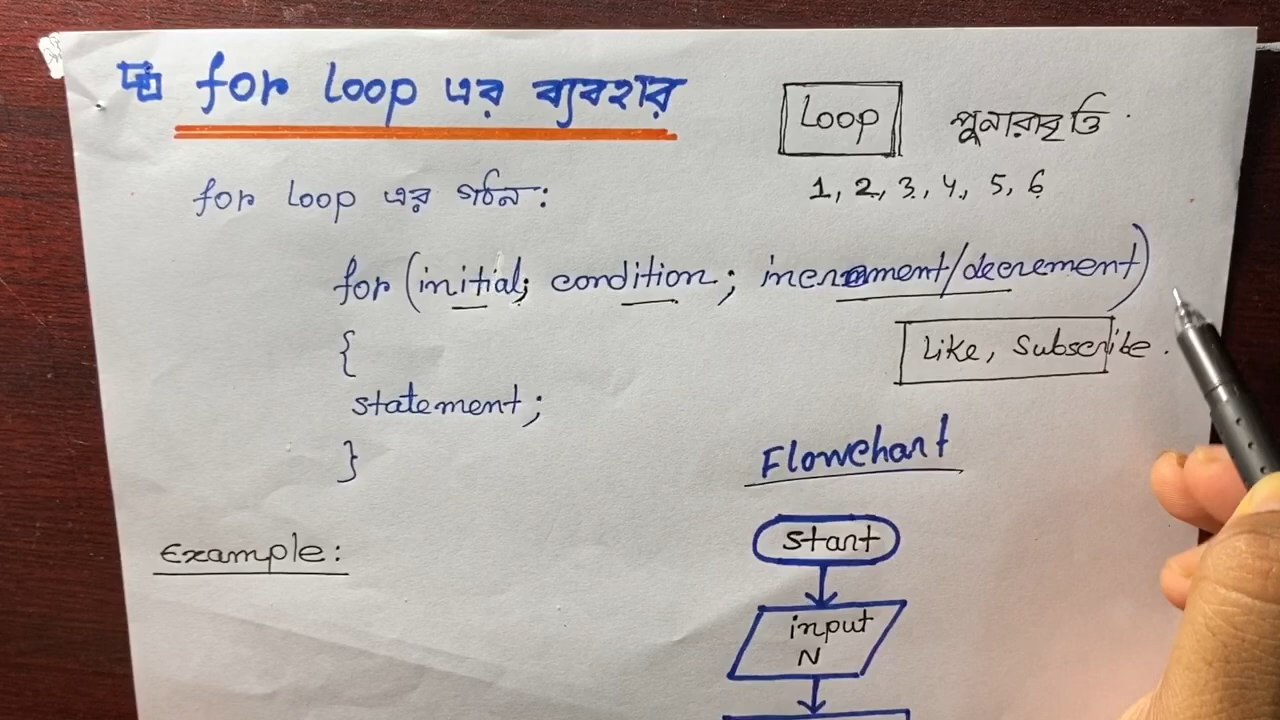 for loop এর ব্যবহার
Loop পুনারাবৃত্তি
1, 2, 3, 4, 5, 6
for loop এর গঠন:
for (initial; condition; increment/decrement)
{
statement;
}
Like, Subscribe.
Flowchart
Example:
start
input
N